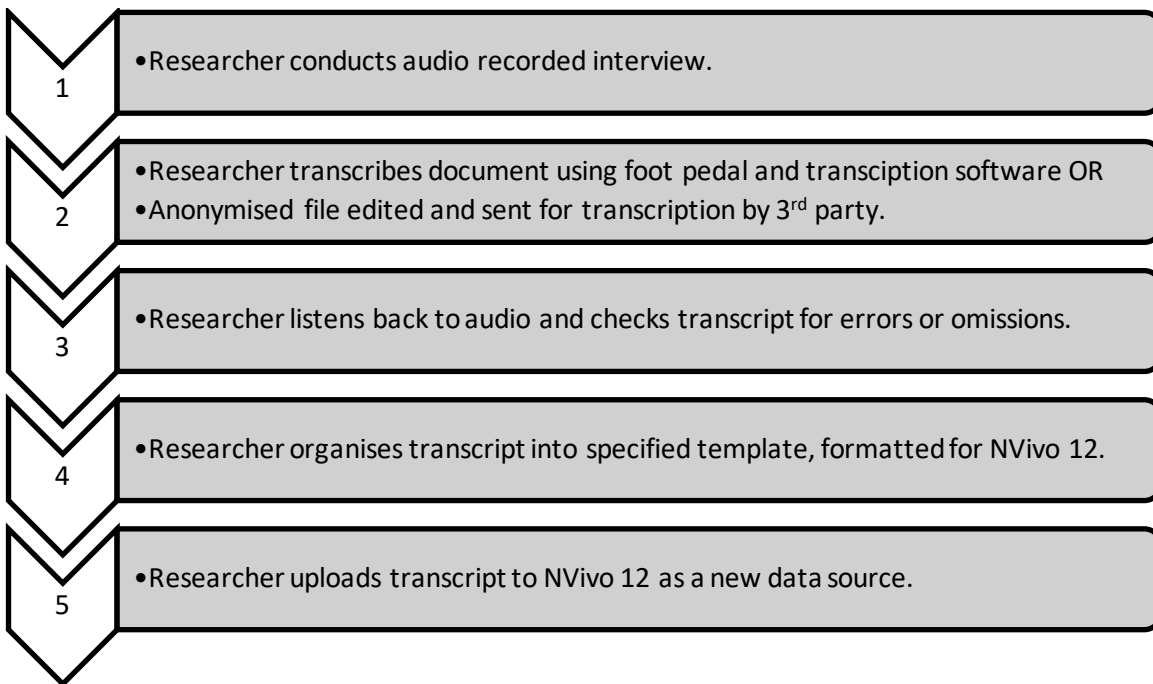 1
•Researcher conducts audio recorded interview.
2
•Researcher transcribes document using foot pedal and transciption software OR
•Anonymised file edited and sent for transcription by 3rd party.
3
•Researcher listens back to audio and checks transcript for errors or omissions.
4
•Researcher organises transcript into specified template, formatted for NVivo 12.
5
•Researcher uploads transcript to NVivo 12 as a new data source.